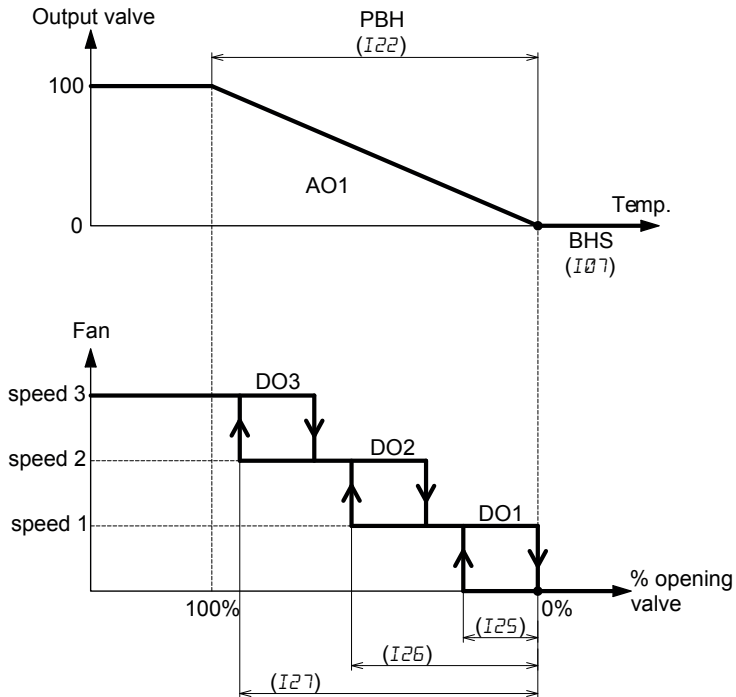 Output valve
PBH
(I22)
100
AO1
0
Temp.
BHS
(I07)
Fan
speed 3
DO3
speed 2
DO2
speed 1
DO1
% opening
valve
100%
0%
(I25)
(I26)
(I27)